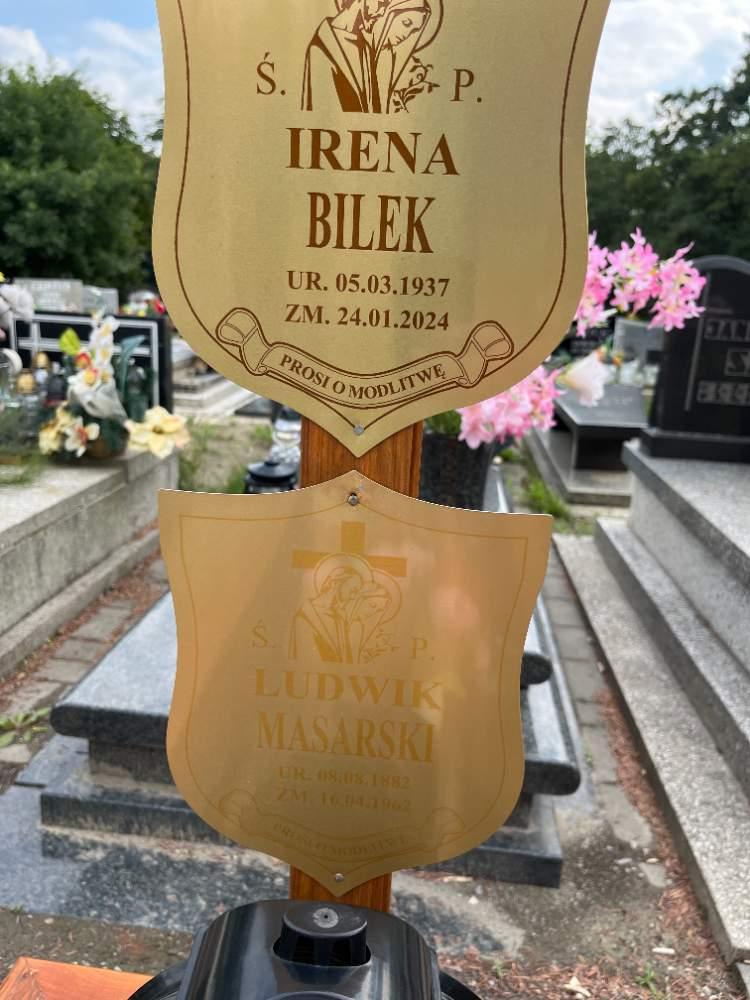 Ś. P.
IRENA
BILEK
UR. 05.03.1937
ZM. 24.01.2024
PROSI O MODLITWĘ
Ś. P.
LUDWIK
MASARSKI
UR. 08.08.1882
ZM. 16.04.1962
PROSI O MODLITWĘ